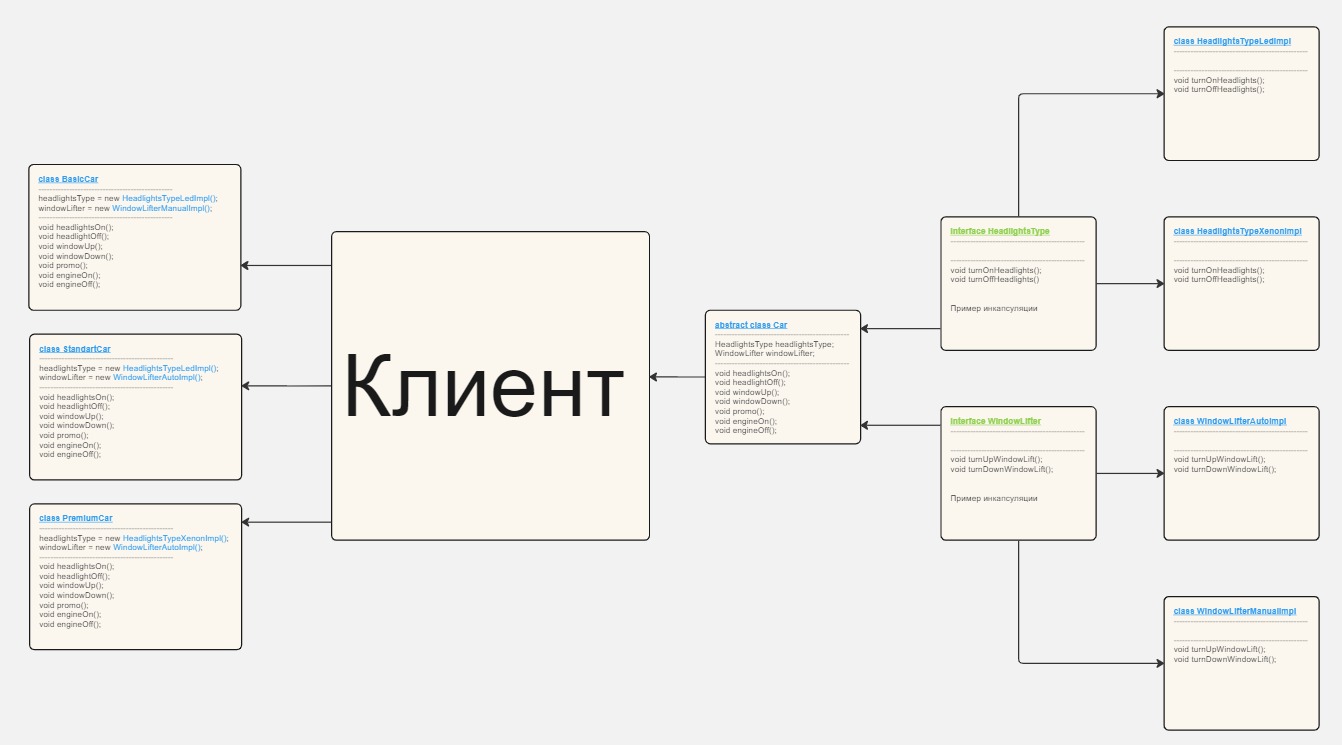 class BasicCar
headlightsType = new HeadlightsTypeLedImpl();
windowLifter = new WindowLifterManualImpl();
void headlightsOn();
void headlightOff();
void windowUp();
void windowDown();
void promo();
void engineOn();
void engineOff();
class StandartCar
headlightsType = new HeadlightsTypeLedImpl();
windowLifter = new WindowLifterAutoImpl();
void headlightsOn();
void headlightOff();
void windowUp();
void windowDown();
void promo();
void engineOn();
void engineOff();
class PremiumCar
headlightsType = new HeadlightsTypeXenonImpl();
windowLifter = new WindowLifterAutoImpl();
void headlightsOn();
void headlightOff();
void windowUp();
void windowDown();
void promo();
void engineOn();
void engineOff();
Клиент
abstract class Car
HeadlightsType headlightsType;
WindowLifter windowLifter;
void headlightsOn();
void headlightOff();
void windowUp();
void windowDown();
void promo();
void engineOn();
void engineOff();
interface HeadlightsType
void turnOnHeadlights();
void turnOffHeadlights()
Пример инкапсуляции
interface WindowLifter
void turnUpWindowLift();
void turnDownWindowLift();
Пример инкапсуляции
class HeadlightsTypeLedImpl
void turnOnHeadlights();
void turnOffHeadlights();
class HeadlightsTypeXenonImpl
void turnOnHeadlights();
void turnOffHeadlights();
class WindowLifterAutoImpl
void turnUpWindowLift();
void turnDownWindowLift();
class WindowLifterManualImpl
void turnUpWindowLift();
void turnDownWindowLift();